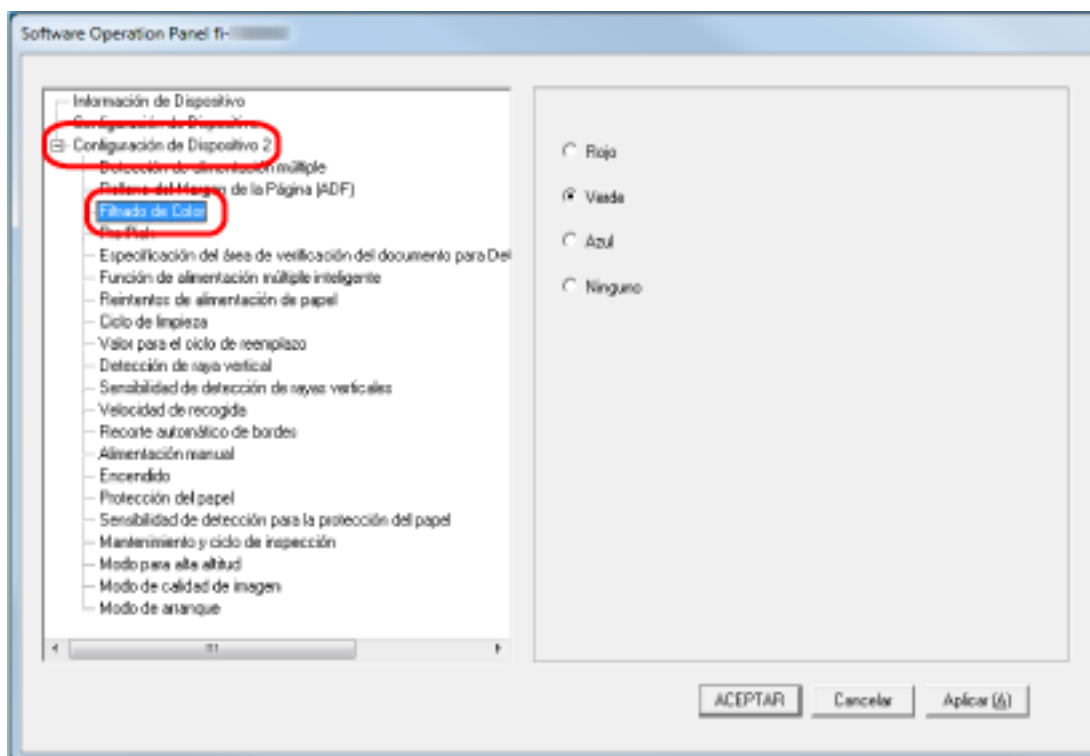 Software Operation Panel fi-
Información de Dispositivo
Configuración de Dispositivo
Configuración de Dispositivo 2
Detección de alimentación múltiple
Relleno del Margen de la Página (ADF)
Filtrado de Color
Pre-Pick
Especificación del área de verificación del documento para Det
Función de alimentación múltiple inteligente
Reintentos de alimentación de papel
Ciclo de limpieza
Valor para el ciclo de reemplazo
Detección de raya vertical
Sensibilidad de detección de rayas verticales
Velocidad de recogida
Recorte automático de bordes
Alimentación manual
Encendido
Protección del papel
Sensibilidad de detección para la protección del papel
Mantenimiento y ciclo de inspección
Modo para alta altitud
Modo de calidad de imagen
Modo de arranque
Rojo
Verde
Azul
Ninguno
ACEPTAR Cancelar Aplicar (A)